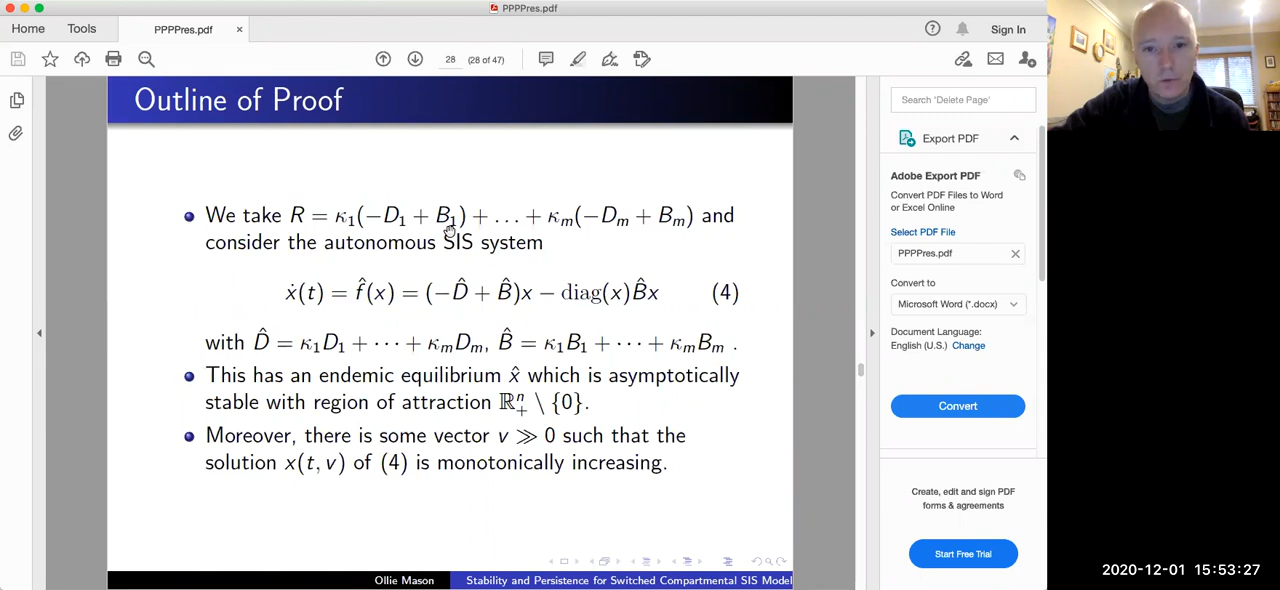 PPPPres.pdf
Home Tools PPPPres.pdf × Sign In
28 (28 of 47)
Outline of Proof
We take R = κ₁(−D₁ + B₁) + … + κₘ(−Dₘ + Bₘ) and
consider the autonomous SIS system
ẋ(t) = f̂(x) = (−D̂ + B̂)x − diag(x)B̂x (4)
with D̂ = κ₁D₁ + ⋯ + κₘDₘ, B̂ = κ₁B₁ + ⋯ + κₘBₘ .
This has an endemic equilibrium x̂ which is asymptotically
stable with region of attraction ℝⁿ₊ \ {0}.
Moreover, there is some vector v ≫ 0 such that the
solution x(t, v) of (4) is monotonically increasing.
Ollie Mason Stability and Persistence for Switched Compartmental SIS Model
Search 'Delete Page'
Export PDF
Adobe Export PDF
Convert PDF Files to Word
or Excel Online
Select PDF File
PPPPres.pdf
Convert to
Microsoft Word (*.docx)
Document Language:
English (U.S.) Change
Convert
Create, edit and sign PDF
forms & agreements
Start Free Trial
2020-12-01 15:53:27